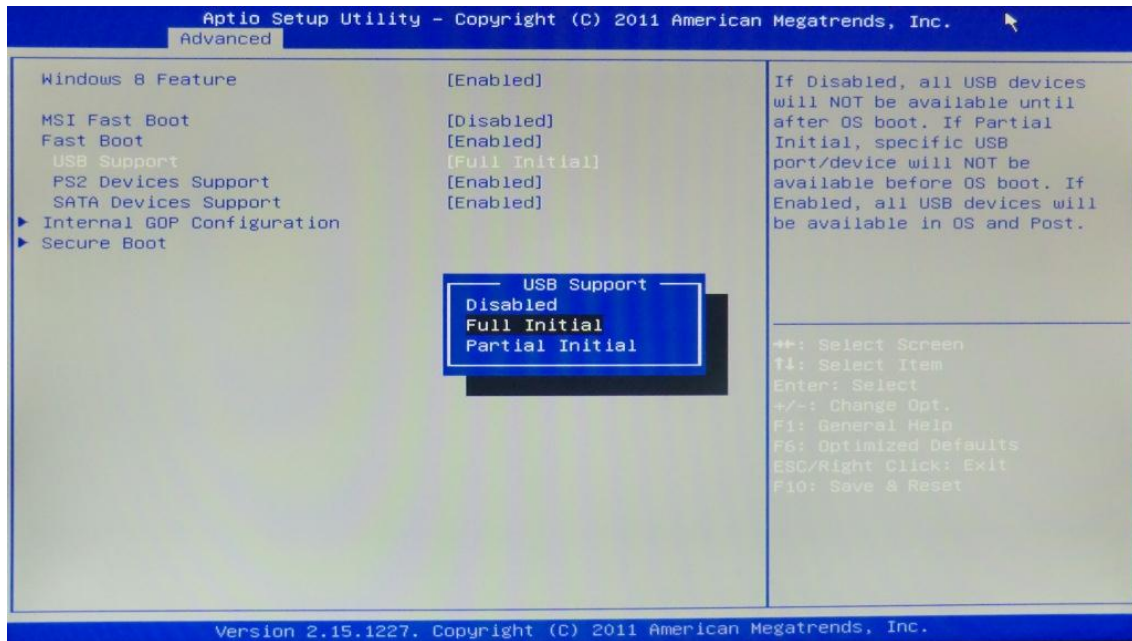 Aptio Setup Utility – Copyright (C) 2011 American Megatrends, Inc.
Advanced
Windows 8 Feature [Enabled]
MSI Fast Boot [Disabled]
Fast Boot [Enabled]
USB Support [Full Initial]
PS2 Devices Support [Enabled]
SATA Devices Support [Enabled]
Internal GOP Configuration
Secure Boot
USB Support
Disabled
Full Initial
Partial Initial
If Disabled, all USB devices
will NOT be available until
after OS boot. If Partial
Initial, specific USB
port/device will NOT be
available before OS boot. If
Enabled, all USB devices will
be available in OS and Post.
↔: Select Screen
↑↓: Select Item
Enter: Select
+/-: Change Opt.
F1: General Help
F6: Optimized Defaults
ESC/Right Click: Exit
F10: Save & Reset
Version 2.15.1227. Copyright (C) 2011 American Megatrends, Inc.